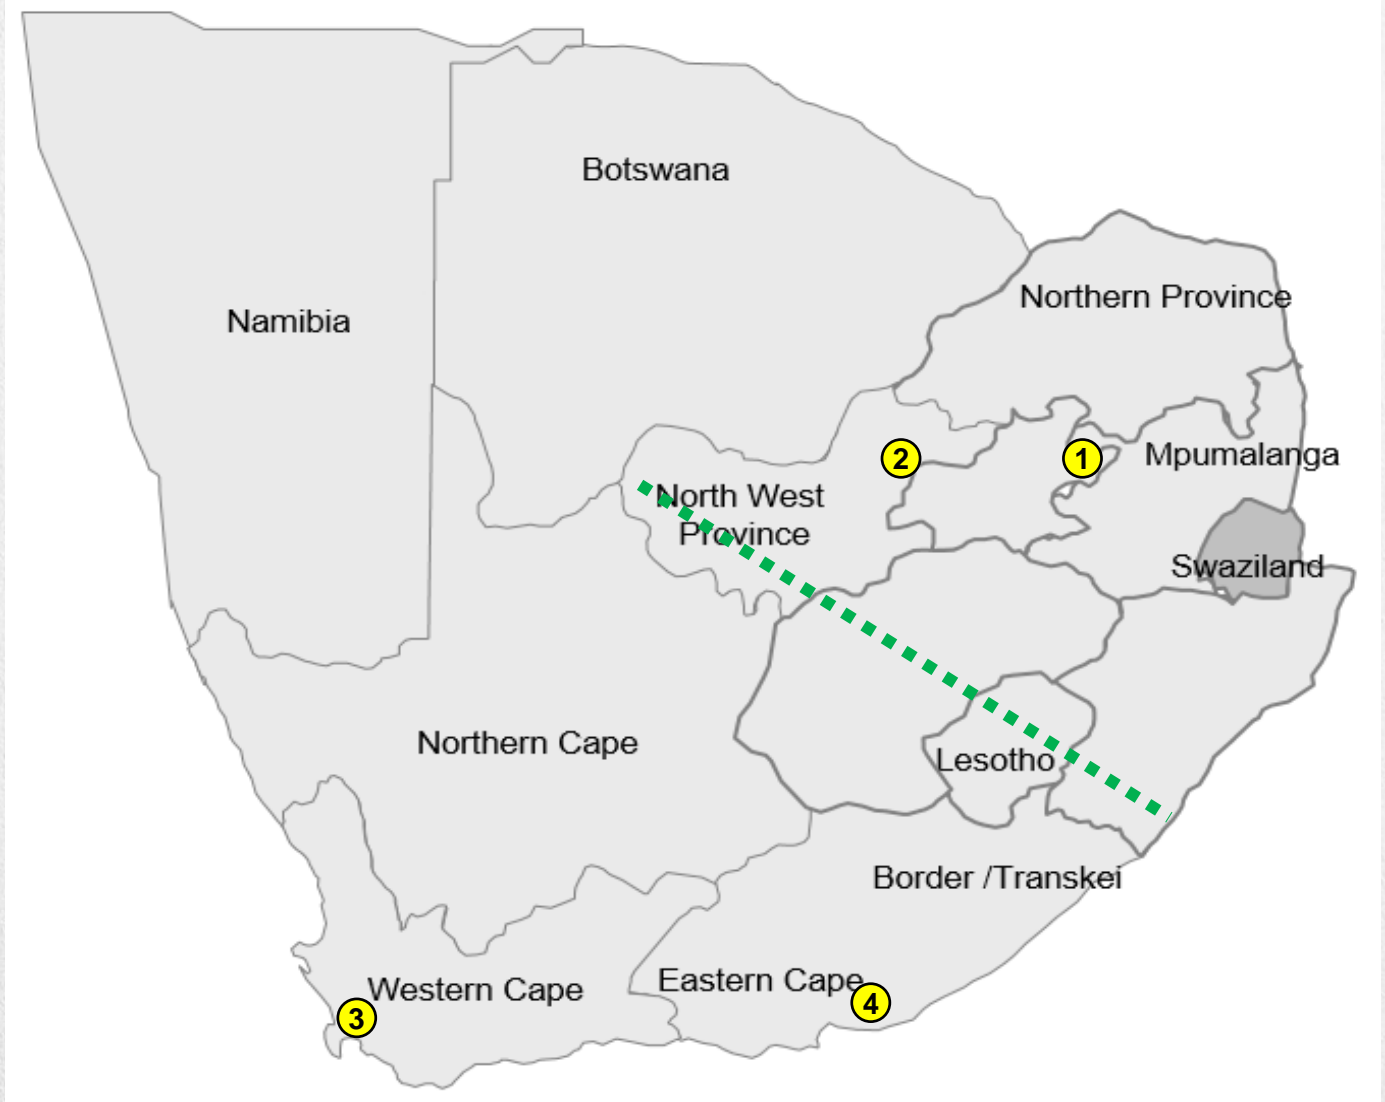 Botswana
Northern Province
Namibia
2
1
Mpumalanga
North West
Province
Swaziland
Northern Cape
Lesotho
Border /Transkei
Eastern Cape
Western Cape
4
3